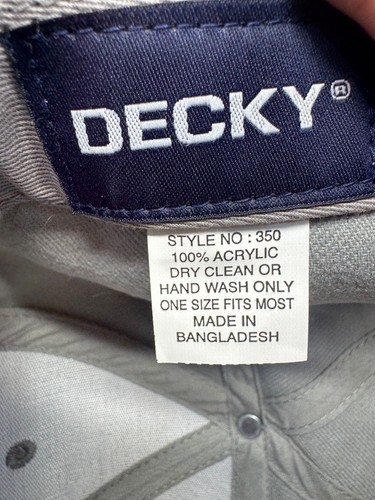 DECKY®
STYLE NO : 350
100% ACRYLIC
DRY CLEAN OR
HAND WASH ONLY
ONE SIZE FITS MOST
MADE IN
BANGLADESH